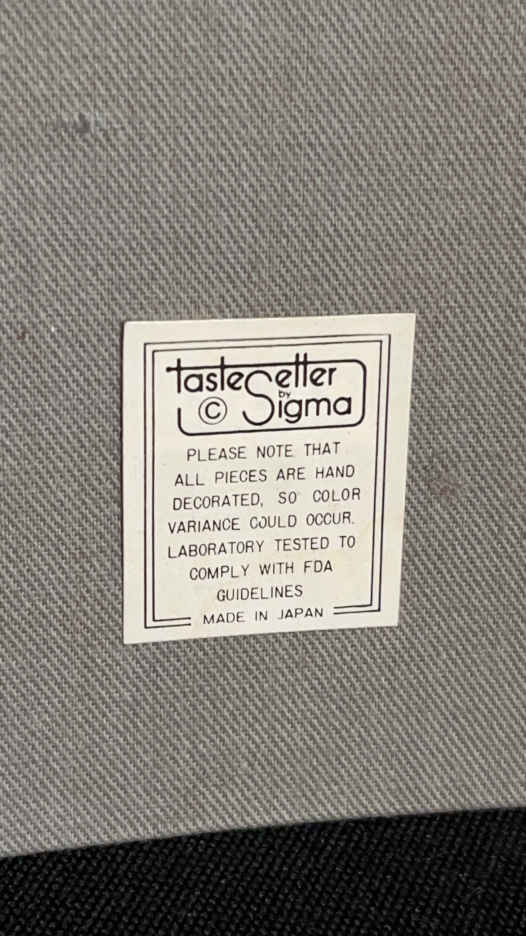 tasteSetter
by
© Sigma
PLEASE NOTE THAT
ALL PIECES ARE HAND
DECORATED, SO COLOR
VARIANCE COULD OCCUR.
LABORATORY TESTED TO
COMPLY WITH FDA
GUIDELINES
MADE IN JAPAN